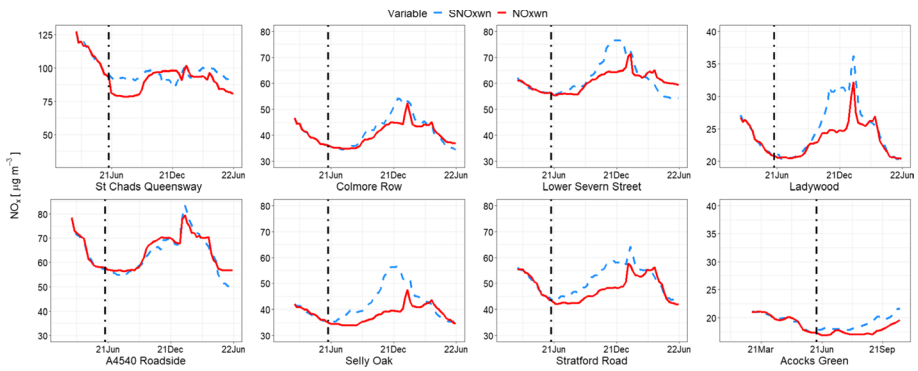 Variable SNOxwn NOxwn
NOx [ µg m⁻³ ]
125
100
75
50
21Jun 21Dec 22Jun
St Chads Queensway
80
70
60
50
40
30
21Jun 21Dec 22Jun
Colmore Row
80
70
60
50
40
30
21Jun 21Dec 22Jun
Lower Severn Street
40
35
30
25
20
21Jun 21Dec 22Jun
Ladywood
80
70
60
50
40
30
21Jun 21Dec 22Jun
A4540 Roadside
80
70
60
50
40
30
21Jun 21Dec 22Jun
Selly Oak
80
70
60
50
40
30
21Jun 21Dec 22Jun
Stratford Road
40
35
30
25
20
21Mar 21Jun 21Sep
Acocks Green